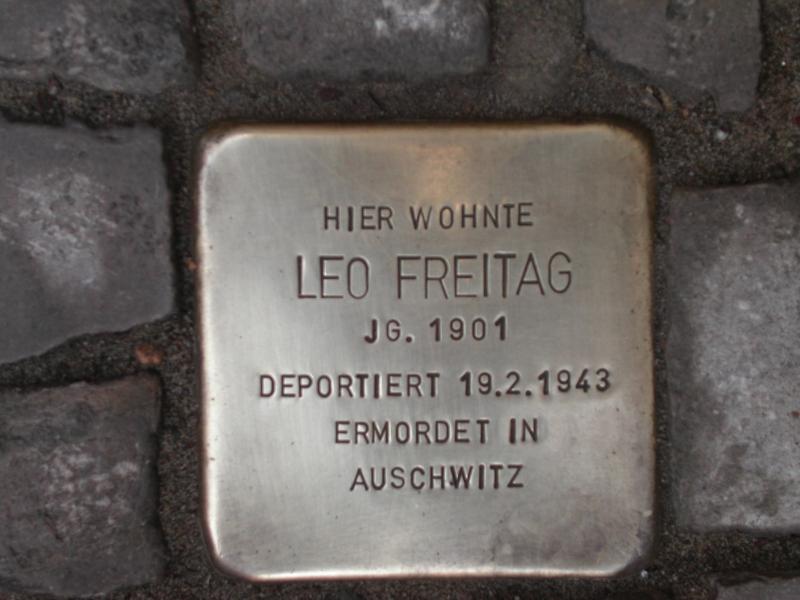 HIER WOHNTE
LEO FREITAG
JG. 1901
DEPORTIERT 19.2.1943
ERMORDET IN
AUSCHWITZ